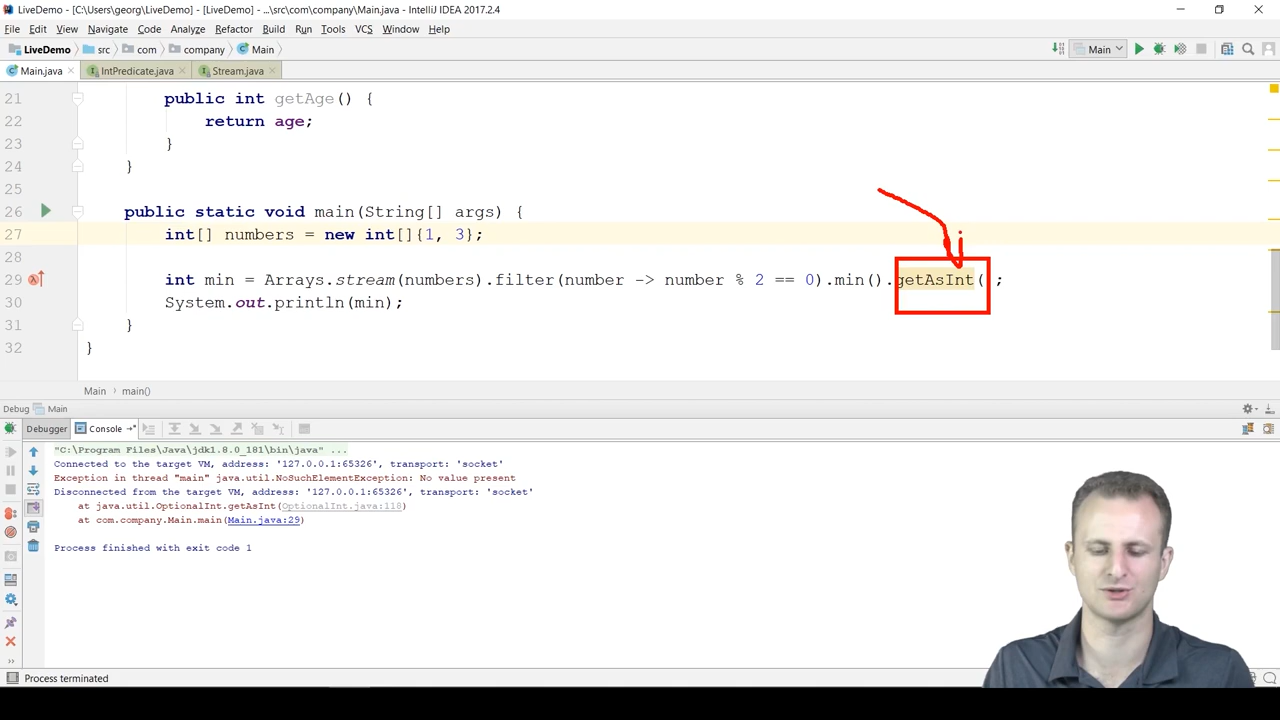 LiveDemo - [C:\Users\georg\LiveDemo] - [LiveDemo] - ...\src\com\company\Main.java - IntelliJ IDEA 2017.2.4
File Edit View Navigate Code Analyze Refactor Build Run Tools VCS Window Help
LiveDemo src com company Main Main
Main.java IntPredicate.java Stream.java
21 public int getAge() {
22 return age;
23 }
24 }
25
26 public static void main(String[] args) {
27 int[] numbers = new int[]{1, 3};
28
29 int min = Arrays.stream(numbers).filter(number -> number % 2 == 0).min().getAsInt( ;
30 System.out.println(min);
31 }
32 }
Main main()
Debug Main
Debugger Console
"C:\Program Files\Java\jdk1.8.0_181\bin\java" ...
Connected to the target VM, address: '127.0.0.1:65326', transport: 'socket'
Exception in thread "main" java.util.NoSuchElementException: No value present
Disconnected from the target VM, address: '127.0.0.1:65326', transport: 'socket'
at java.util.OptionalInt.getAsInt(OptionalInt.java:118)
at com.company.Main.main(Main.java:29)
Process finished with exit code 1
Process terminated